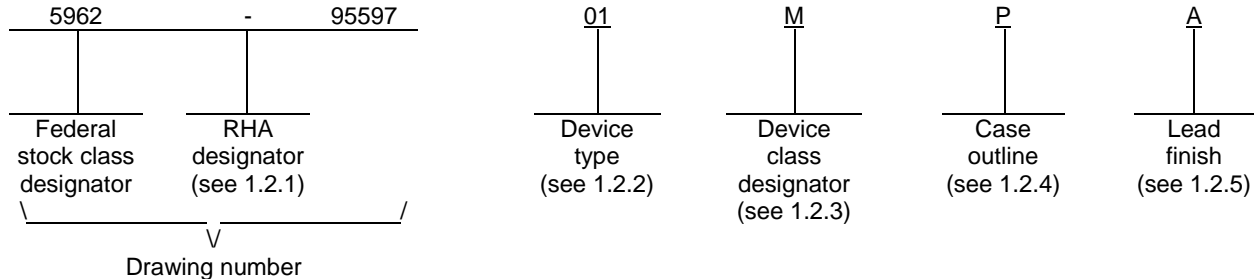 5962 - 95597 01 M P A
Federal stock class designator
RHA designator (see 1.2.1)
Device type (see 1.2.2)
Device class designator (see 1.2.3)
Case outline (see 1.2.4)
Lead finish (see 1.2.5)
\ /
\/
Drawing number